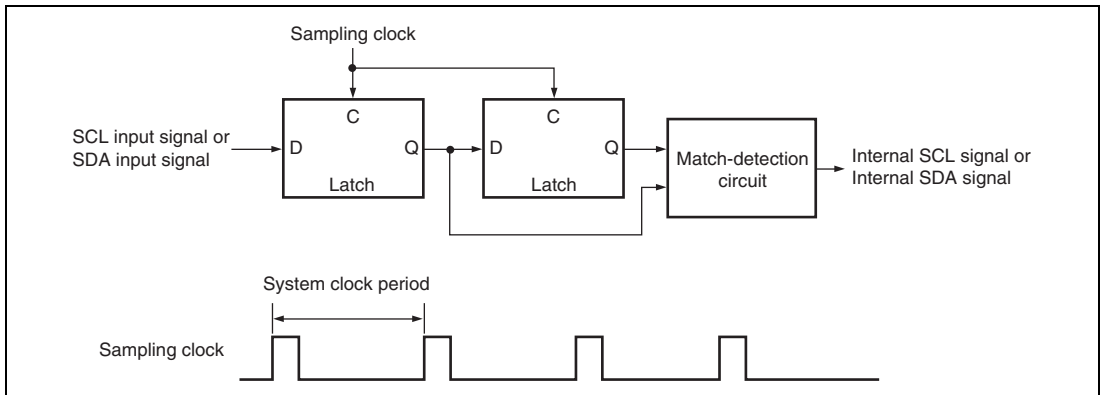 Sampling clock
C
C
SCL input signal or
SDA input signal
D
Q
D
Q
Latch
Latch
Match-detection
circuit
Internal SCL signal or
Internal SDA signal
System clock period
Sampling clock